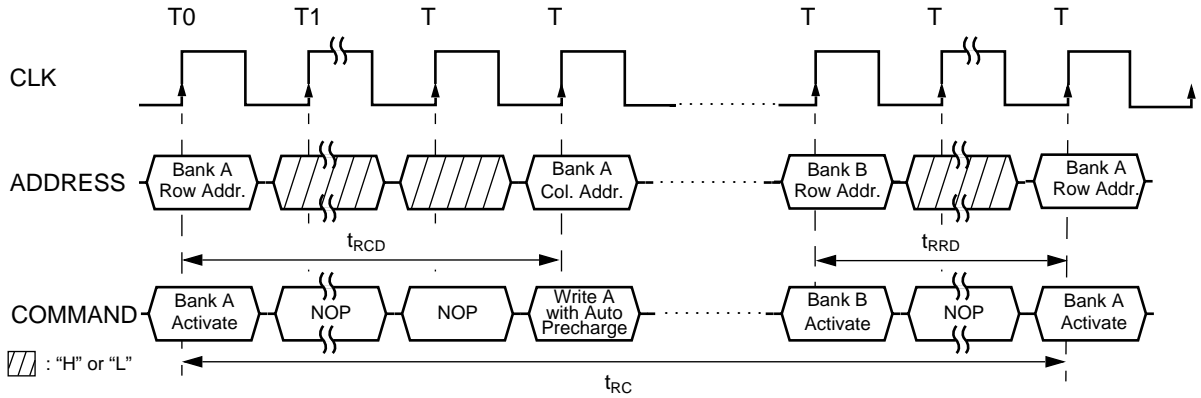 T0 T1 T T T T T
CLK
ADDRESS
Bank A
Row Addr.
Bank A
Col. Addr.
Bank B
Row Addr.
Bank A
Row Addr.
tRCD
tRRD
COMMAND
Bank A
Activate
NOP
NOP
Write A
with Auto
Precharge
Bank B
Activate
NOP
Bank A
Activate
: “H” or “L”
tRC